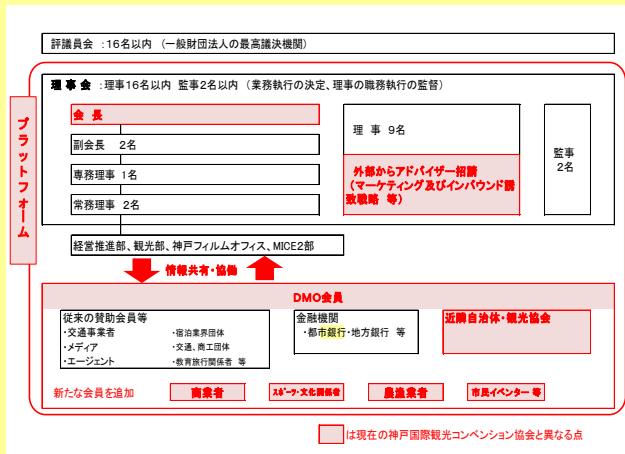 評議員会 ：16名以内 （一般財団法人の最高議決機関）
プラットフォーム
理事会 ：理事16名以内 監事2名以内 （業務執行の決定、理事の職務執行の監督）
会 長
副会長 2名
専務理事 1名
常務理事 2名
理 事 9名
外部からアドバイザー招請
（マーケティング及びインバウンド誘
致戦略 等）
監事
2名
経営推進部、観光部、神戸フィルムオフィス、MICE2部
情報共有・協働
DMO会員
従来の賛助会員等
・交通事業者
・宿泊業界団体
・メディア
・交通、商工団体
・エージェント
・教育旅行関係者 等
金融機関
・都市銀行・地方銀行 等
近隣自治体・観光協会
新たな会員を追加
商業者
スポーツ・文化関係者
農漁業者
市民イベンター 等
は現在の神戸国際観光コンベンション協会と異なる点